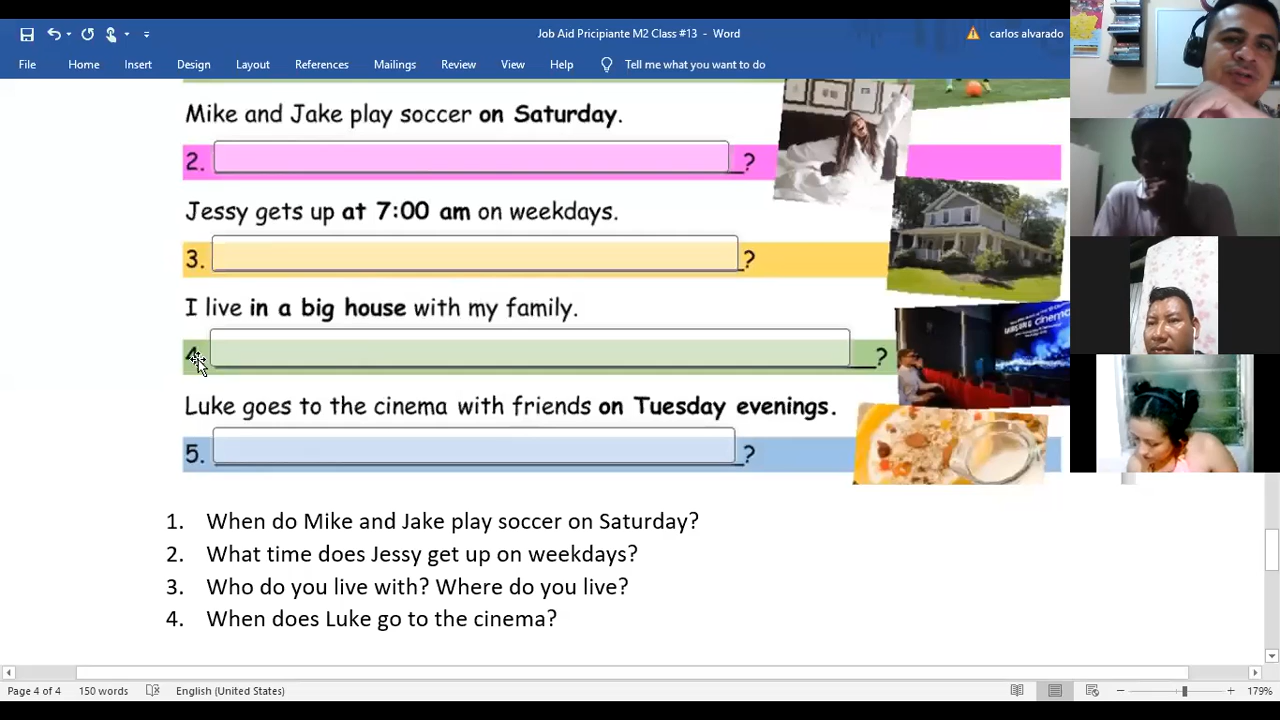 Job Aid Pricipiante M2 Class #13 - Word
carlos alvarado
File Home Insert Design Layout References Mailings Review View Help Tell me what you want to do
Mike and Jake play soccer on Saturday.
2. ?
Jessy gets up at 7:00 am on weekdays.
3. ?
I live in a big house with my family.
4. ?
Luke goes to the cinema with friends on Tuesday evenings.
5. ?
1. When do Mike and Jake play soccer on Saturday?
2. What time does Jessy get up on weekdays?
3. Who do you live with? Where do you live?
4. When does Luke go to the cinema?
Page 4 of 4 150 words English (United States) 179%